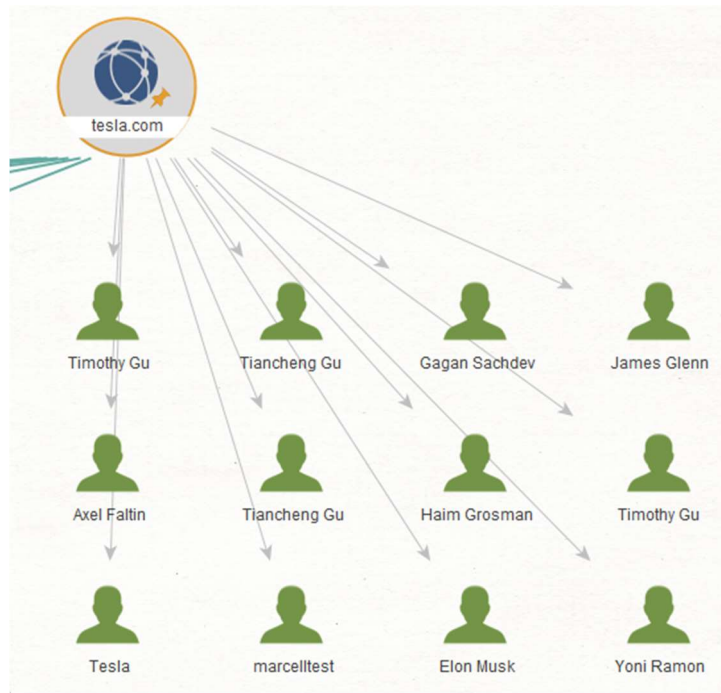 tesla.com
Timothy Gu
Tiancheng Gu
Gagan Sachdev
James Glenn
Axel Faltin
Tiancheng Gu
Haim Grosman
Timothy Gu
Tesla
marcelltest
Elon Musk
Yoni Ramon